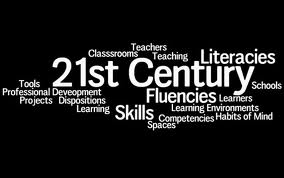 Teachers
Classsrooms Teaching Literacies
21st Century
Tools Schools
Professional Deveopment Fluencies Learners
Projects Dispositions
Learning Skills Learning Environments
Competencies Habits of Mind
Spaces